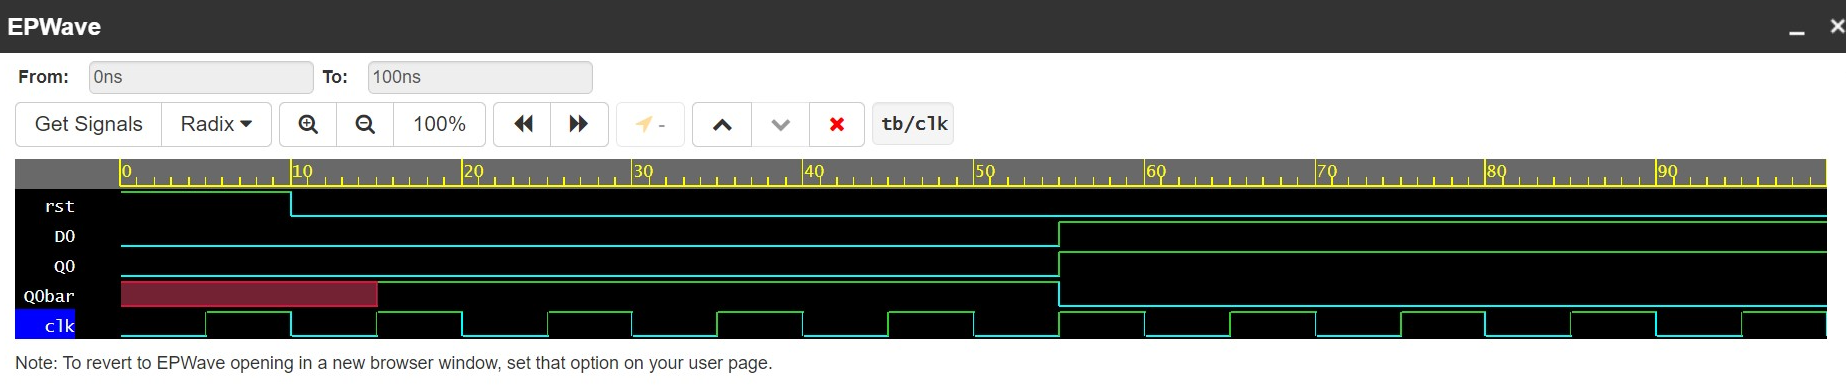 EPWave
From: 0ns To: 100ns
Get Signals Radix 100% - tb/clk
0 10 20 30 40 50 60 70 80 90
rst
D0
Q0
Q0bar
clk
Note: To revert to EPWave opening in a new browser window, set that option on your user page.